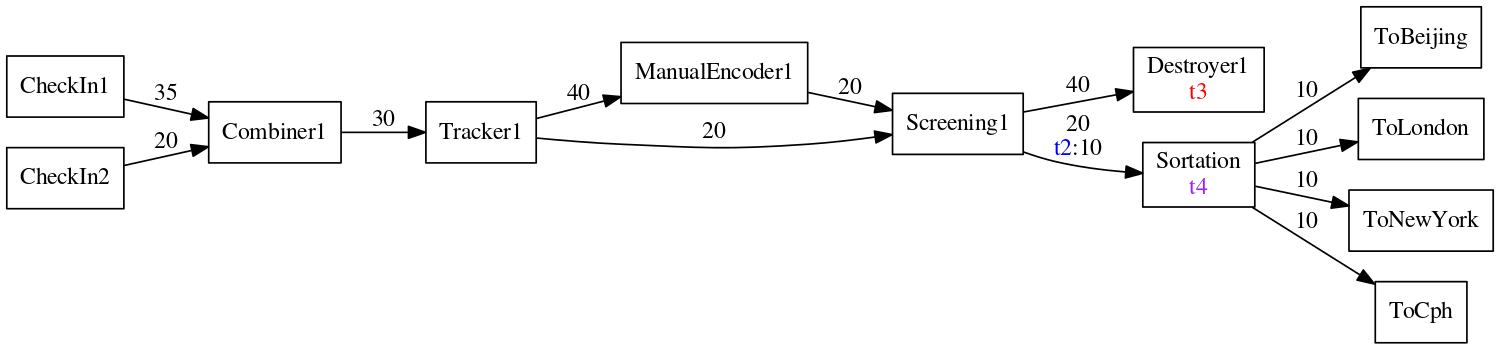 CheckIn1
35
CheckIn2
20
Combiner1
30
Tracker1
40
20
ManualEncoder1
20
Screening1
40
20
t2:10
Destroyer1
t3
Sortation
t4
10
10
10
10
ToBeijing
ToLondon
ToNewYork
ToCph